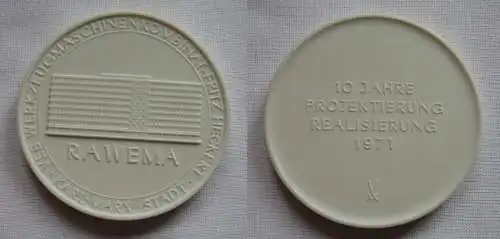 VEB WERKZEUGMASCHINENKOMBINAT "FRITZ HECKERT" KARL-MARX-STADT
RAWEMA
10 JAHRE
PROJEKTIERUNG
REALISIERUNG
1971